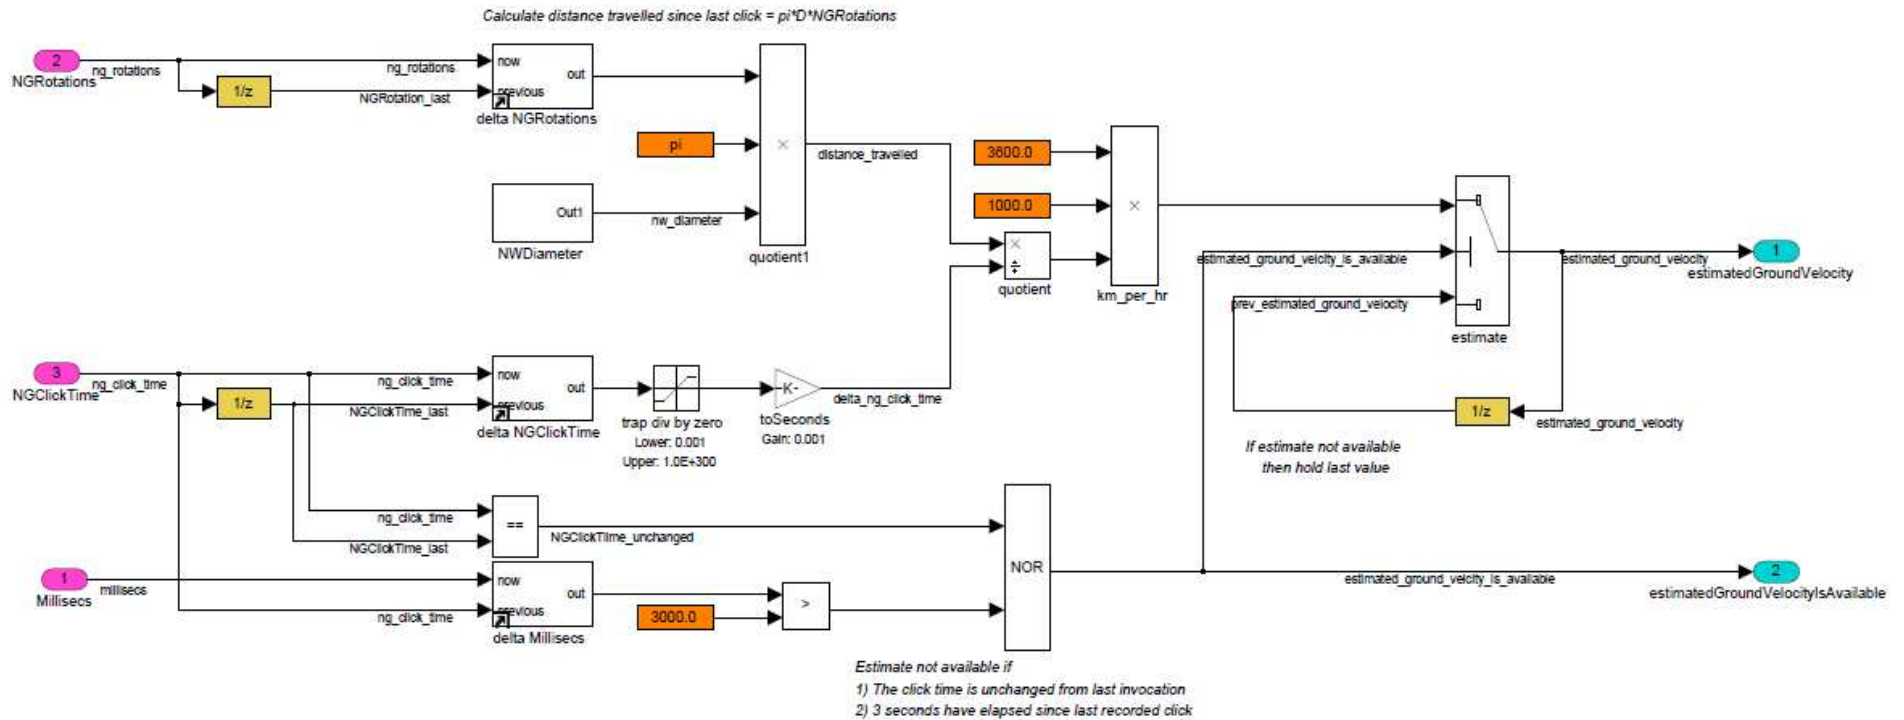 Calculate distance travelled since last click = pi*D*NGRotations
2
NGRotations
ng_rotations
1/z
ng_rotations
NGRotation_last
now
previous
out
delta NGRotations
pi
Out1
NWDiameter
nw_diameter
×
quotient1
distance_travelled
3600.0
1000.0
×
÷
quotient
×
km_per_hr
estimated_ground_velcity_is_available
prev_estimated_ground_velocity
estimate
estimated_ground_velocity
1
estimatedGroundVelocity
1/z
estimated_ground_velocity
If estimate not available
then hold last value
3
NGClickTime
ng_click_time
1/z
ng_click_time
NGClickTime_last
now
previous
out
delta NGClickTime
trap div by zero
Lower: 0.001
Upper: 1.0E+300
-K-
toSeconds
Gain: 0.001
delta_ng_click_time
ng_click_time
NGClickTime_last
==
NGClickTime_unchanged
1
Millisecs
millisecs
ng_click_time
now
previous
out
delta Millisecs
3000.0
>
NOR
estimated_ground_velcity_is_available
2
estimatedGroundVelocityIsAvailable
Estimate not available if
1) The click time is unchanged from last invocation
2) 3 seconds have elapsed since last recorded click